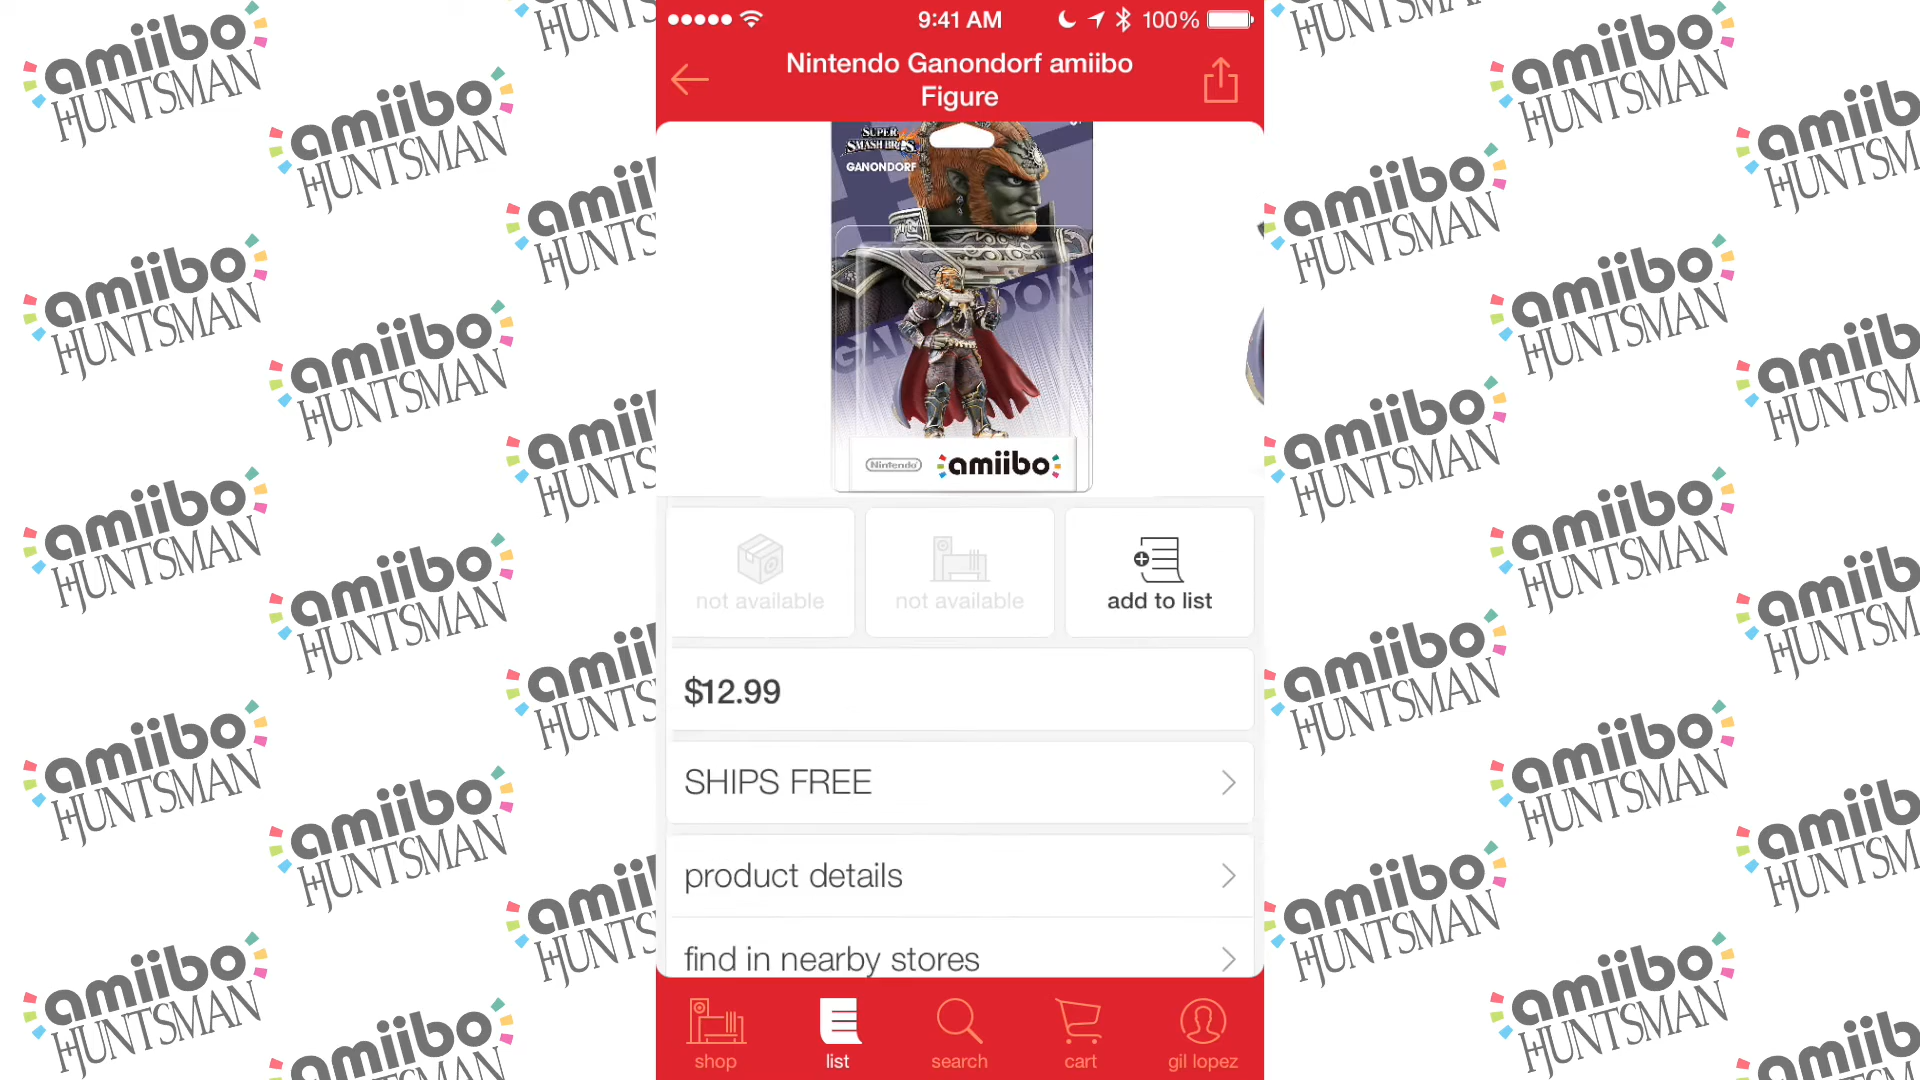 9:41 AM
100%
Nintendo Ganondorf amiibo
Figure
SUPER
SMASH BROS.
GANONDORF
GANONDORF
Nintendo
amiibo
not available
not available
add to list
$12.99
SHIPS FREE
product details
find in nearby stores
shop
list
search
cart
gil lopez
amiibo
HUNTSMAN
amiibo
HUNTSMAN
amiibo
HUNTSMAN
amiibo
HUNTSMAN
amiibo
HUNTSMAN
amiibo
HUNTSMAN
amiibo
HUNTSMAN
amiibo
HUNTSMAN
amiibo
HUNTSMAN
amiibo
HUNTSMAN
amiibo
HUNTSMAN
amiibo
HUNTSMAN
amiibo
HUNTSMAN
amiibo
HUNTSMAN
amiibo
HUNTSMAN
amiibo
HUNTSMAN
amiibo
HUNTSMAN